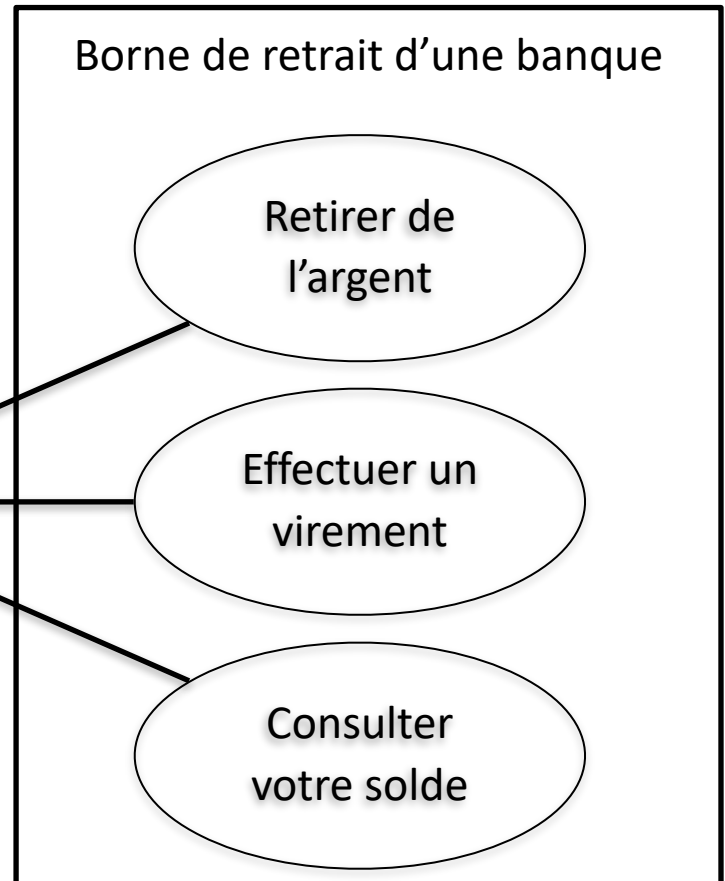 Borne de retrait d’une banque
Retirer de
l’argent
Effectuer un
virement
Consulter
votre solde